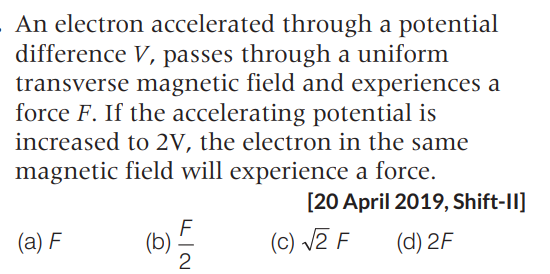 An electron accelerated through a potential
difference V, passes through a uniform
transverse magnetic field and experiences a
force F. If the accelerating potential is
increased to 2V, the electron in the same
magnetic field will experience a force.
[20 April 2019, Shift-II]
(a) F (b) F/2 (c) √2 F (d) 2F